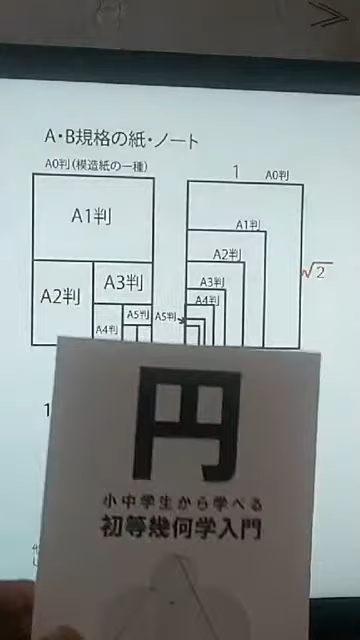 A・B規格の紙・ノート
A0判(模造紙の一種)
A1判
A2判
A3判
A4判
A5判
1 A0判
A1判
A2判
A3判
A4判
A5判
√2
1
円
小中学生から学べる
初等幾何学入門